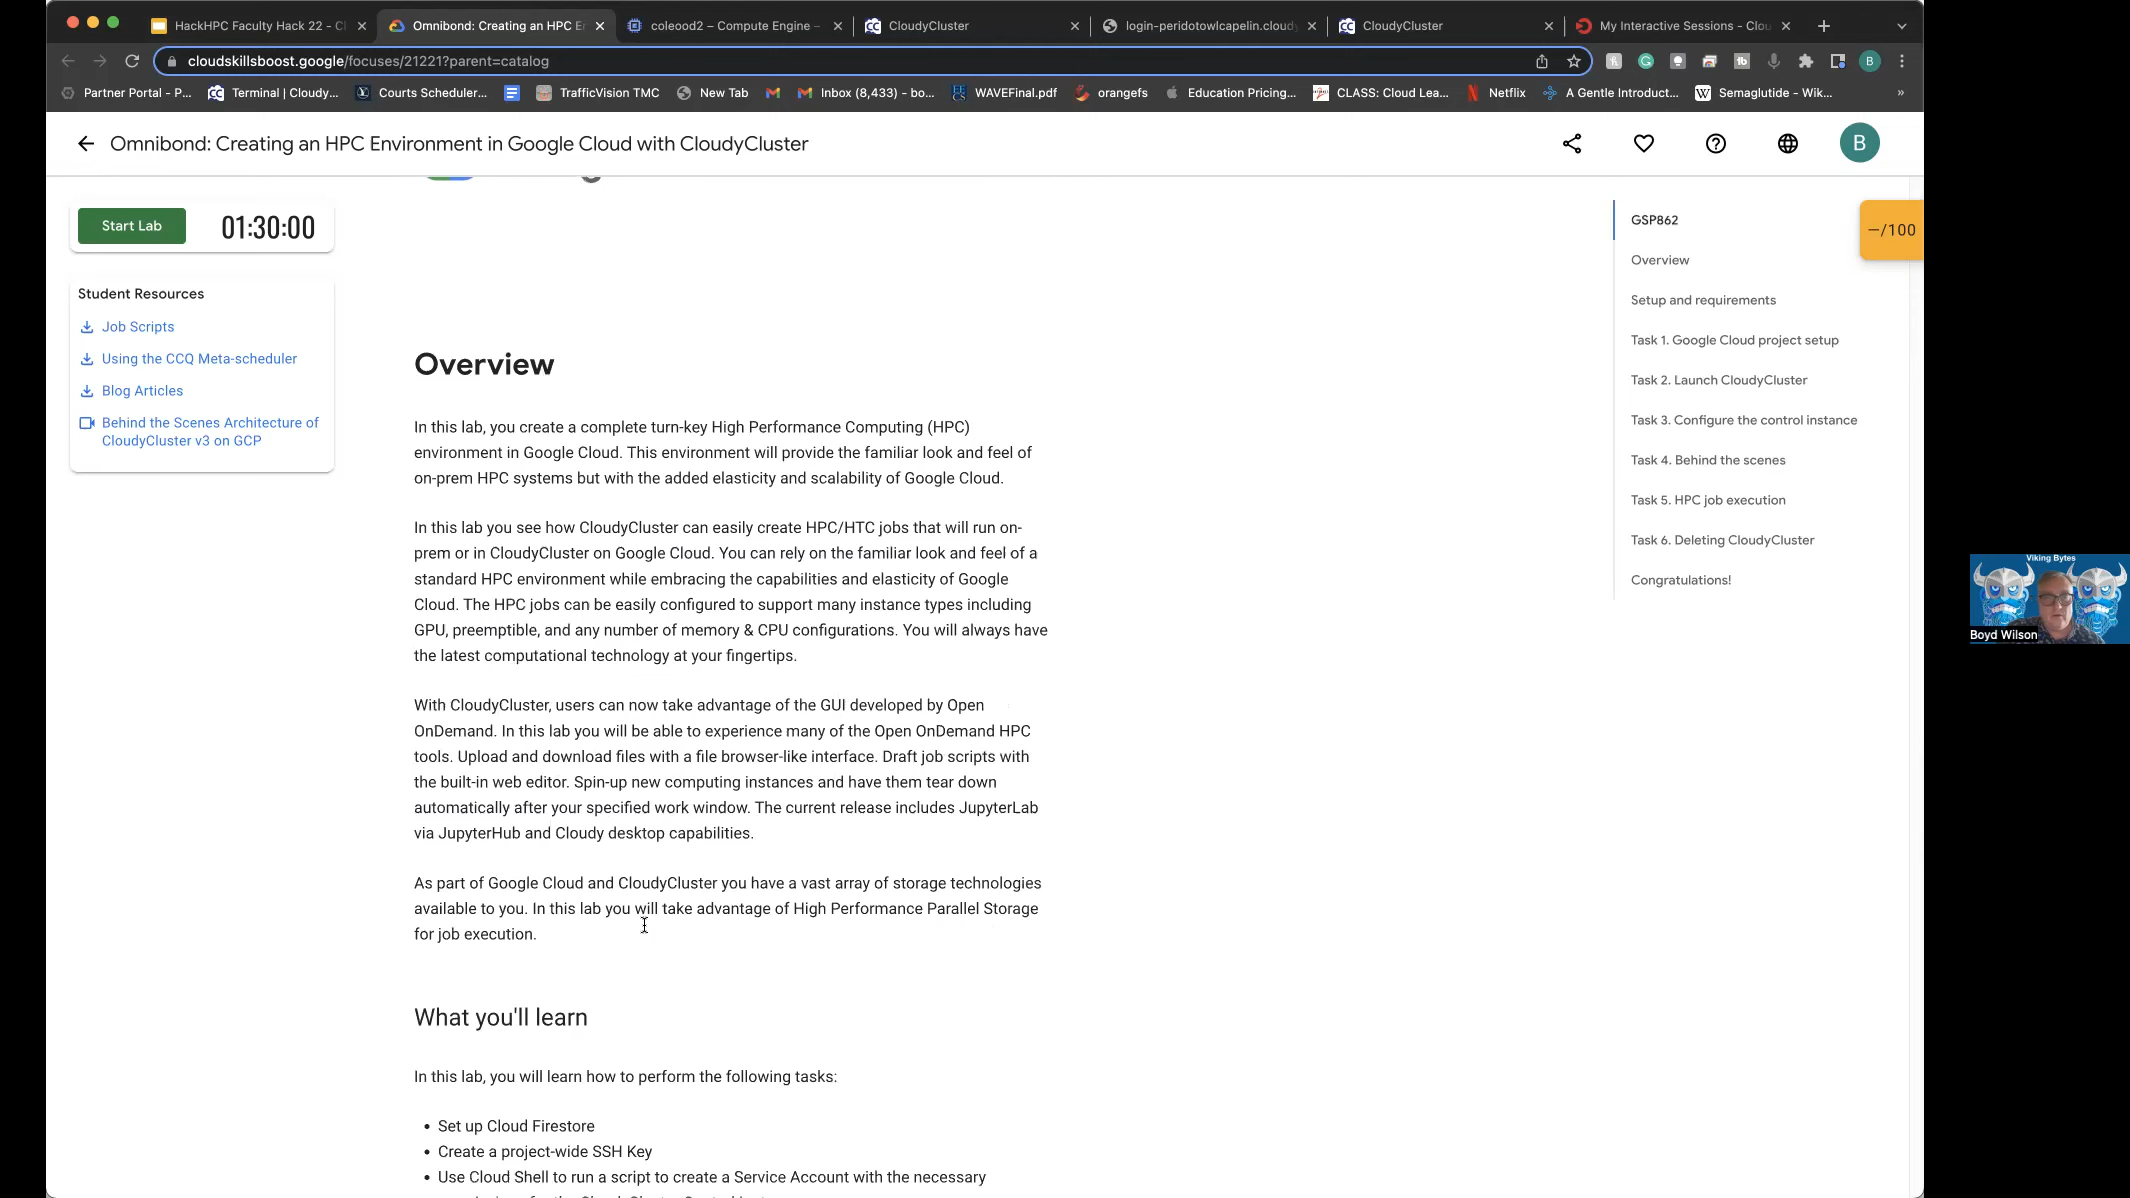 HackHPC Faculty Hack 22 - Cl
Omnibond: Creating an HPC E
coleood2 – Compute Engine –
CloudyCluster
login-peridotowlcapelin.cloudy
CloudyCluster
My Interactive Sessions - Clou
cloudskillsboost.google/focuses/21221?parent=catalog
Partner Portal - P...
Terminal | Cloudy...
Courts Scheduler...
TrafficVision TMC
New Tab
Inbox (8,433) - bo...
WAVEFinal.pdf
orangefs
Education Pricing...
CLASS: Cloud Lea...
Netflix
A Gentle Introduct...
Semaglutide - Wik...
»
Omnibond: Creating an HPC Environment in Google Cloud with CloudyCluster
B
Start Lab
01:30:00
Student Resources
Job Scripts
Using the CCQ Meta-scheduler
Blog Articles
Behind the Scenes Architecture of
CloudyCluster v3 on GCP
Overview
In this lab, you create a complete turn-key High Performance Computing (HPC)
environment in Google Cloud. This environment will provide the familiar look and feel of
on-prem HPC systems but with the added elasticity and scalability of Google Cloud.
In this lab you see how CloudyCluster can easily create HPC/HTC jobs that will run on-
prem or in CloudyCluster on Google Cloud. You can rely on the familiar look and feel of a
standard HPC environment while embracing the capabilities and elasticity of Google
Cloud. The HPC jobs can be easily configured to support many instance types including
GPU, preemptible, and any number of memory & CPU configurations. You will always have
the latest computational technology at your fingertips.
With CloudyCluster, users can now take advantage of the GUI developed by Open
OnDemand. In this lab you will be able to experience many of the Open OnDemand HPC
tools. Upload and download files with a file browser-like interface. Draft job scripts with
the built-in web editor. Spin-up new computing instances and have them tear down
automatically after your specified work window. The current release includes JupyterLab
via JupyterHub and Cloudy desktop capabilities.
As part of Google Cloud and CloudyCluster you have a vast array of storage technologies
available to you. In this lab you will take advantage of High Performance Parallel Storage
for job execution.
What you'll learn
In this lab, you will learn how to perform the following tasks:
• Set up Cloud Firestore
• Create a project-wide SSH Key
• Use Cloud Shell to run a script to create a Service Account with the necessary
GSP862
Overview
Setup and requirements
Task 1. Google Cloud project setup
Task 2. Launch CloudyCluster
Task 3. Configure the control instance
Task 4. Behind the scenes
Task 5. HPC job execution
Task 6. Deleting CloudyCluster
Congratulations!
–/100
Viking Bytes
Boyd Wilson